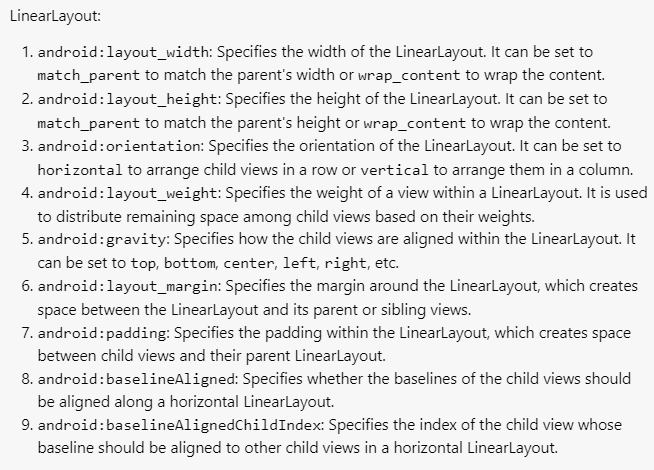 LinearLayout:
1. android:layout_width: Specifies the width of the LinearLayout. It can be set to
match_parent to match the parent's width or wrap_content to wrap the content.
2. android:layout_height: Specifies the height of the LinearLayout. It can be set to
match_parent to match the parent's height or wrap_content to wrap the content.
3. android:orientation: Specifies the orientation of the LinearLayout. It can be set to
horizontal to arrange child views in a row or vertical to arrange them in a column.
4. android:layout_weight: Specifies the weight of a view within a LinearLayout. It is used
to distribute remaining space among child views based on their weights.
5. android:gravity: Specifies how the child views are aligned within the LinearLayout. It
can be set to top, bottom, center, left, right, etc.
6. android:layout_margin: Specifies the margin around the LinearLayout, which creates
space between the LinearLayout and its parent or sibling views.
7. android:padding: Specifies the padding within the LinearLayout, which creates space
between child views and their parent LinearLayout.
8. android:baselineAligned: Specifies whether the baselines of the child views should
be aligned along a horizontal LinearLayout.
9. android:baselineAlignedChildIndex: Specifies the index of the child view whose
baseline should be aligned to other child views in a horizontal LinearLayout.